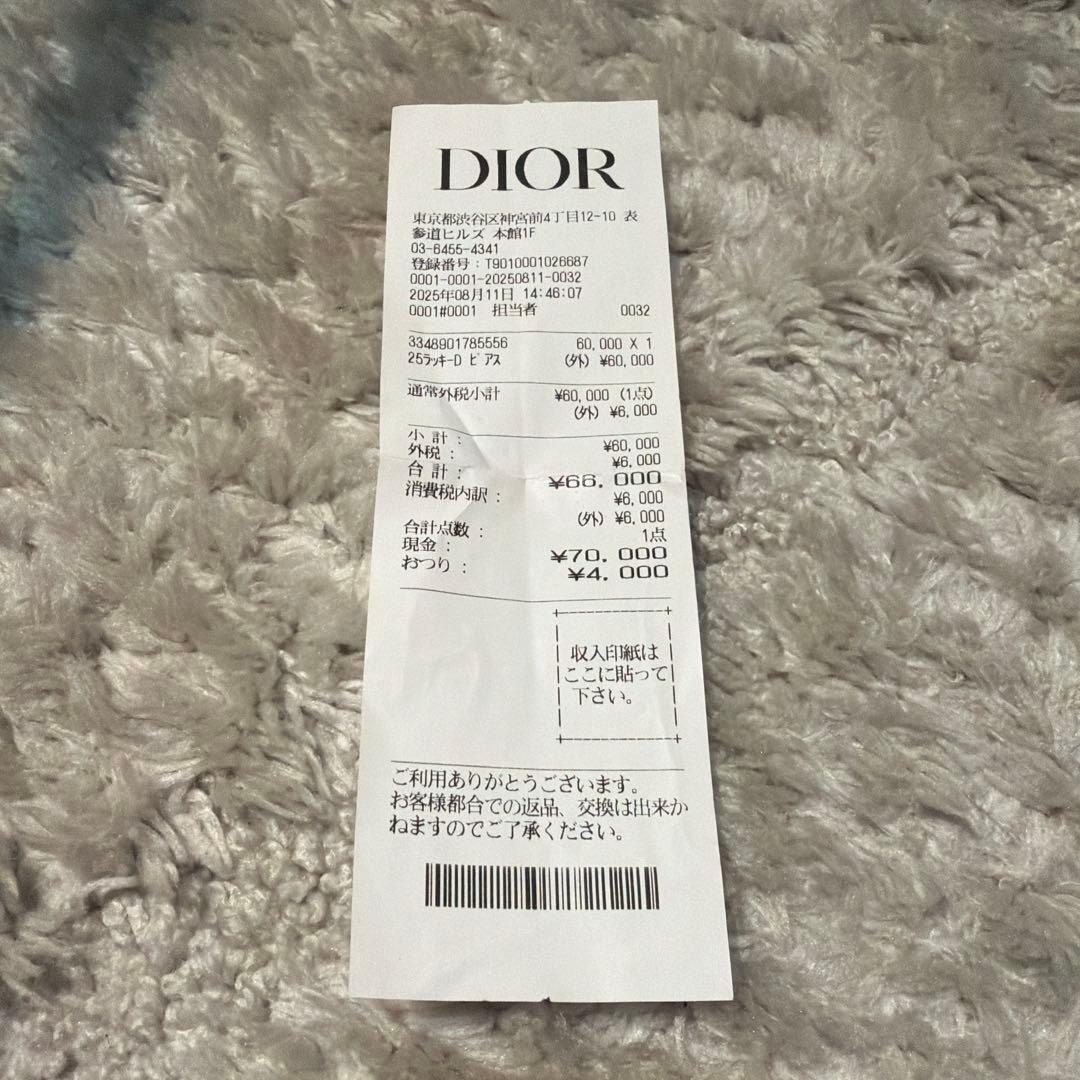 DIOR
東京都渋谷区神宮前4丁目12-10 表
参道ヒルズ 本館1F
03-6455-4341
登録番号:T9010001026687
0001-0001-20250811-0032
2025年08月11日 14:46:07
0001#0001 担当者 0032
3348901785556 60,000 X 1
25ラッキーD ピアス (外) ¥60,000
通常外税小計 ¥60,000 (1点)
(外) ¥6,000
小 計 : ¥60,000
外税 : ¥6,000
合 計 : ¥66,000
消費税内訳 : ¥6,000
(外) ¥6,000
合計点数 : 1点
現金 : ¥70,000
おつり : ¥4,000
収入印紙は
ここに貼って
下さい。
ご利用ありがとうございます。
お客様都合での返品、交換は出来か
ねますのでご了承ください。